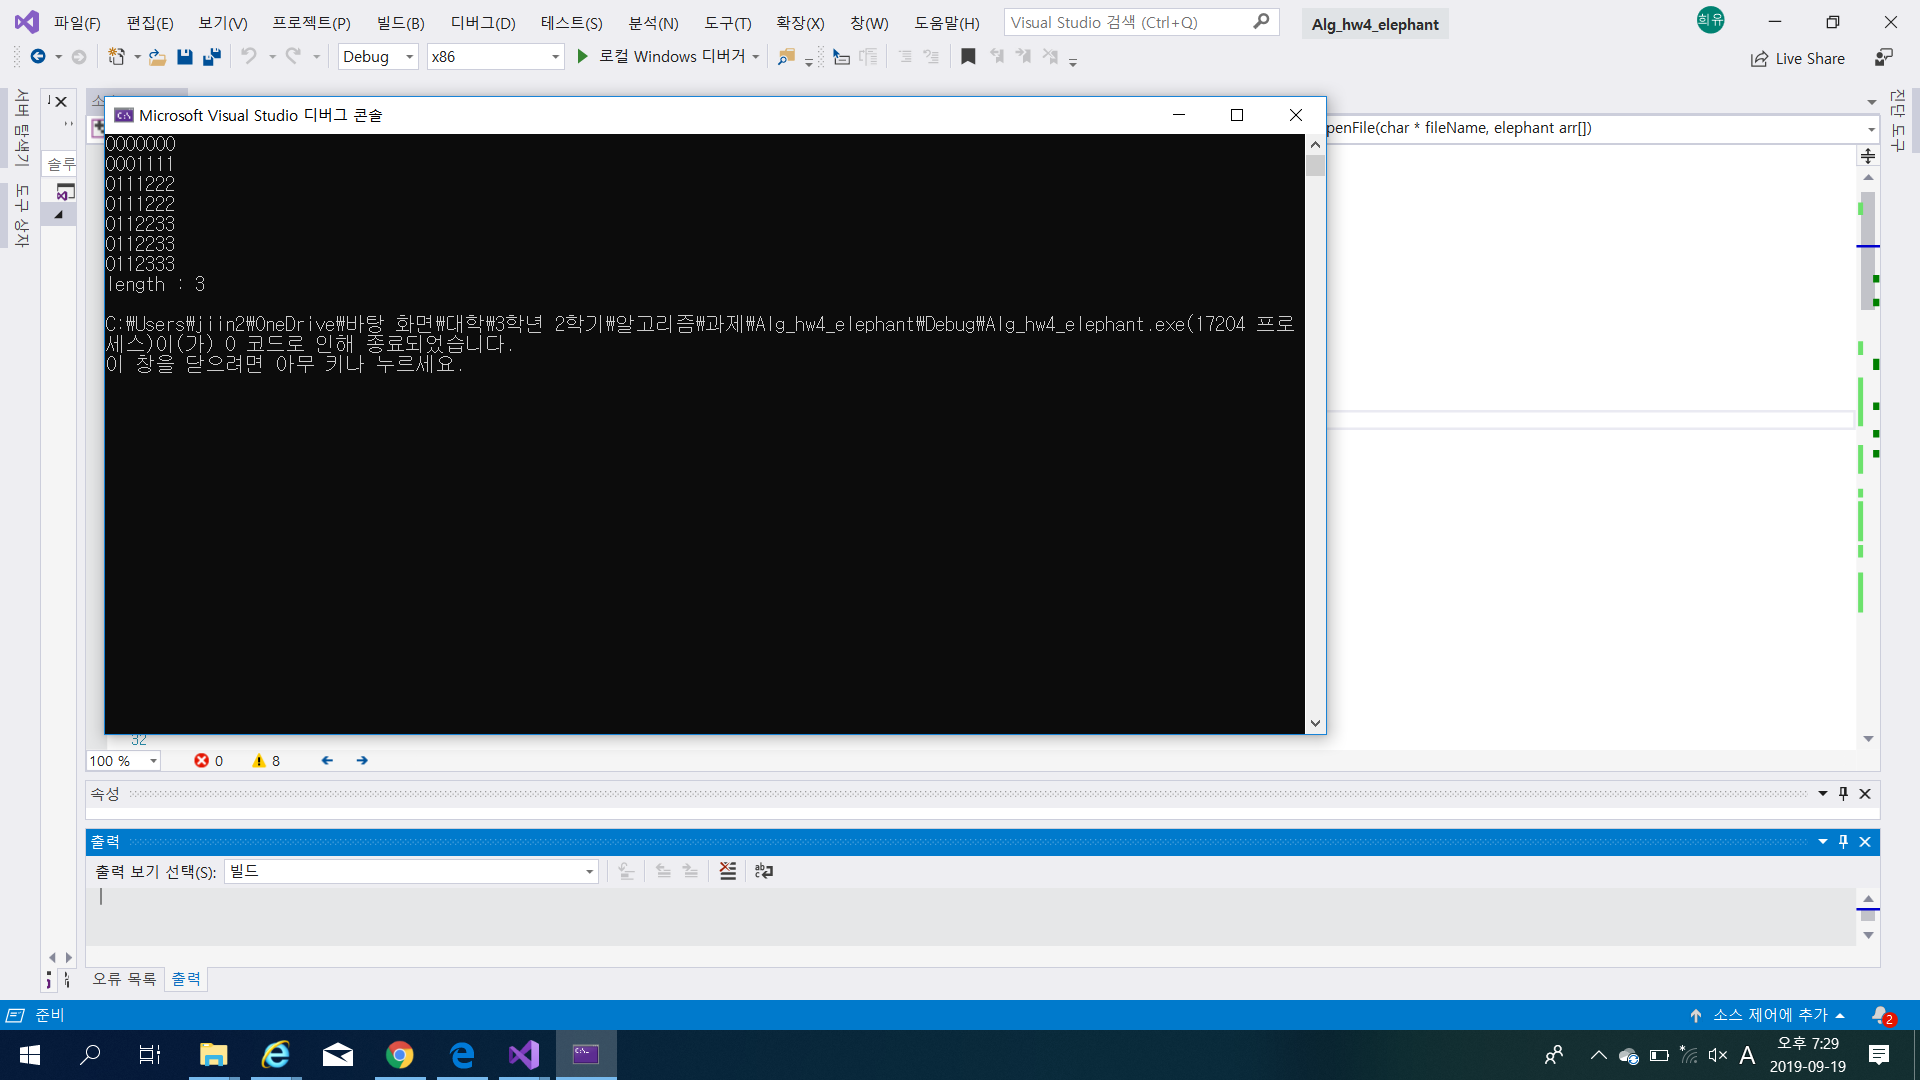 파일(F) 편집(E) 보기(V) 프로젝트(P) 빌드(B) 디버그(D) 테스트(S) 분석(N) 도구(T) 확장(X) 창(W) 도움말(H) Visual Studio 검색 (Ctrl+Q) Alg_hw4_elephant 희유
Debug x86 로컬 Windows 디버거 Live Share
서버 탐색기
도구 상자
솔루
진단 도구
Microsoft Visual Studio 디버그 콘솔
penFile(char * fileName, elephant arr[])
0000000
0001111
0111222
0111222
0112233
0112233
0112333
length : 3
C:₩Users₩jiin2₩OneDrive₩바탕 화면₩대학₩3학년 2학기₩알고리즘₩과제₩Alg_hw4_elephant₩Debug₩Alg_hw4_elephant.exe(17204 프로
세스)이(가) 0 코드로 인해 종료되었습니다.
이 창을 닫으려면 아무 키나 누르세요.
32
100 % 0 8
속성
출력
출력 보기 선택(S): 빌드
오류 목록 출력
준비 소스 제어에 추가 2
A 오후 7:29
2019-09-19